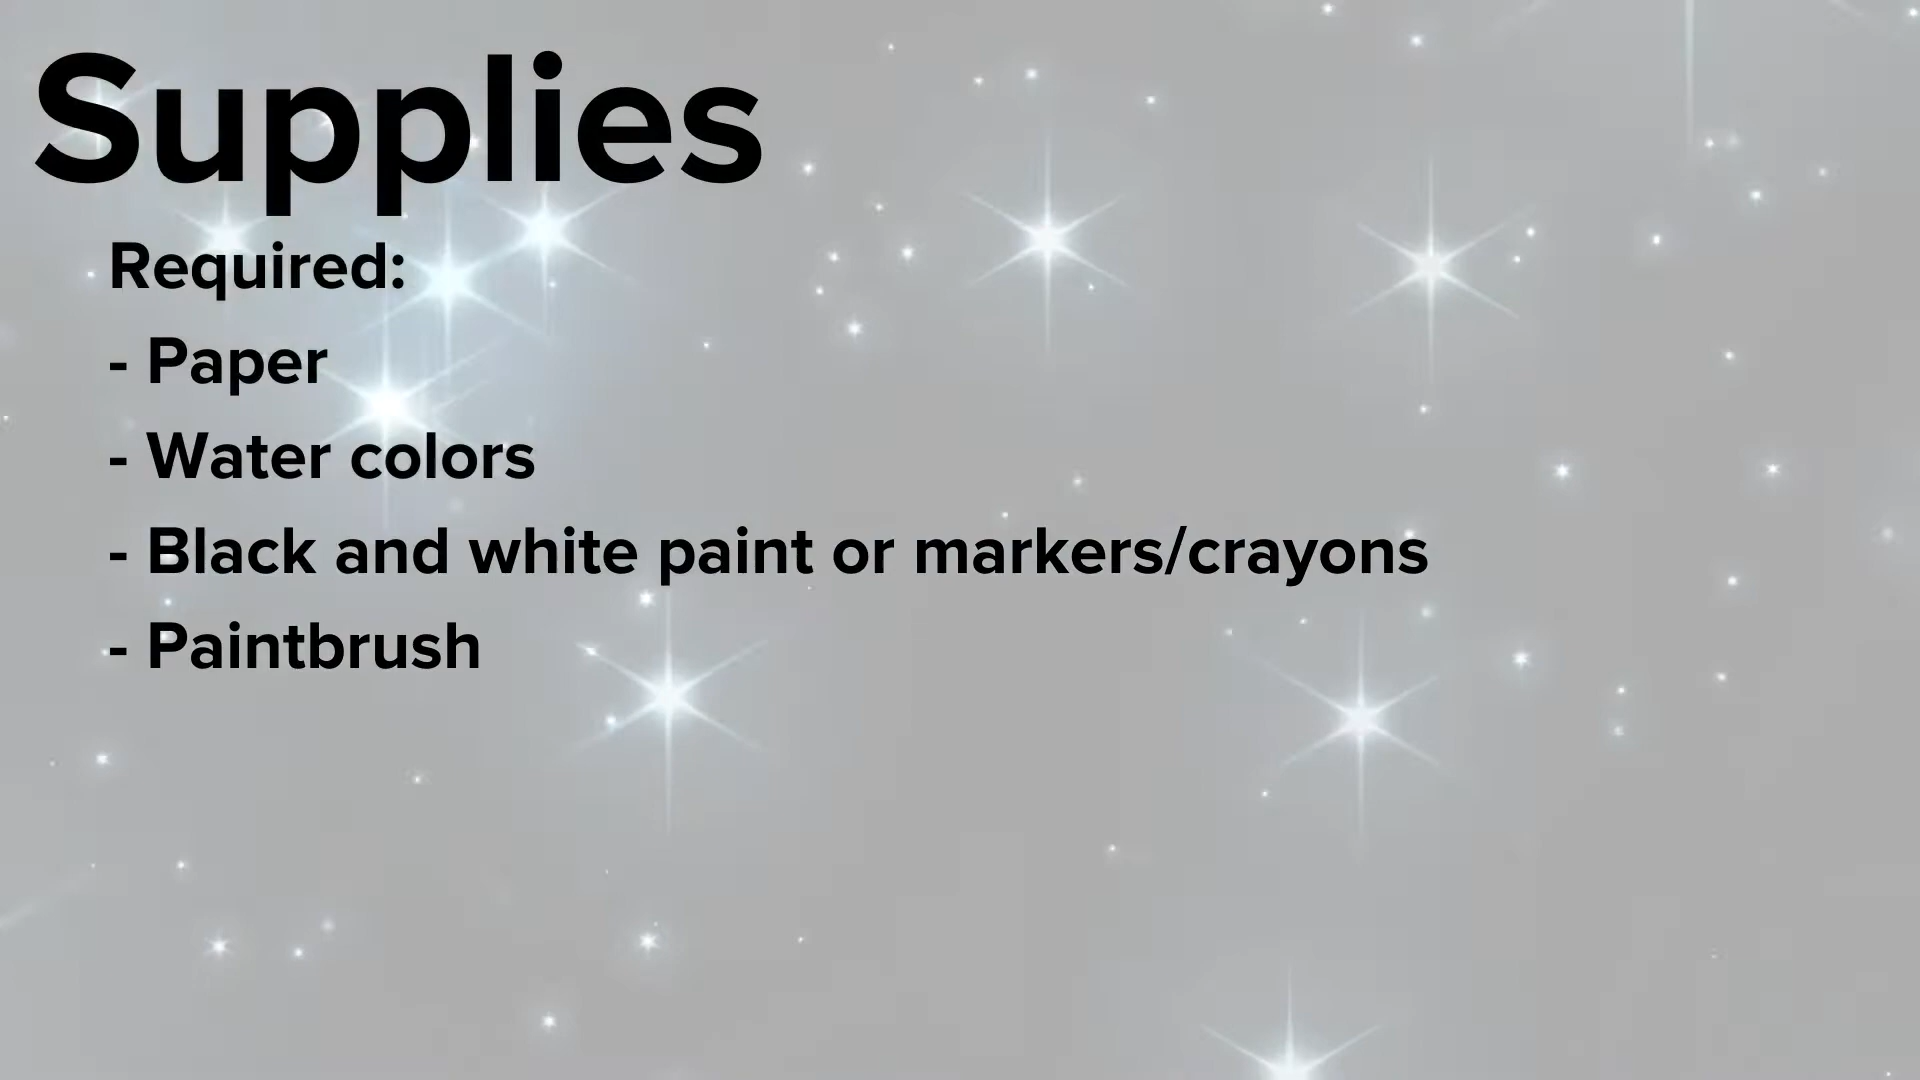 Supplies
Required:
- Paper
- Water colors
- Black and white paint or markers/crayons
- Paintbrush